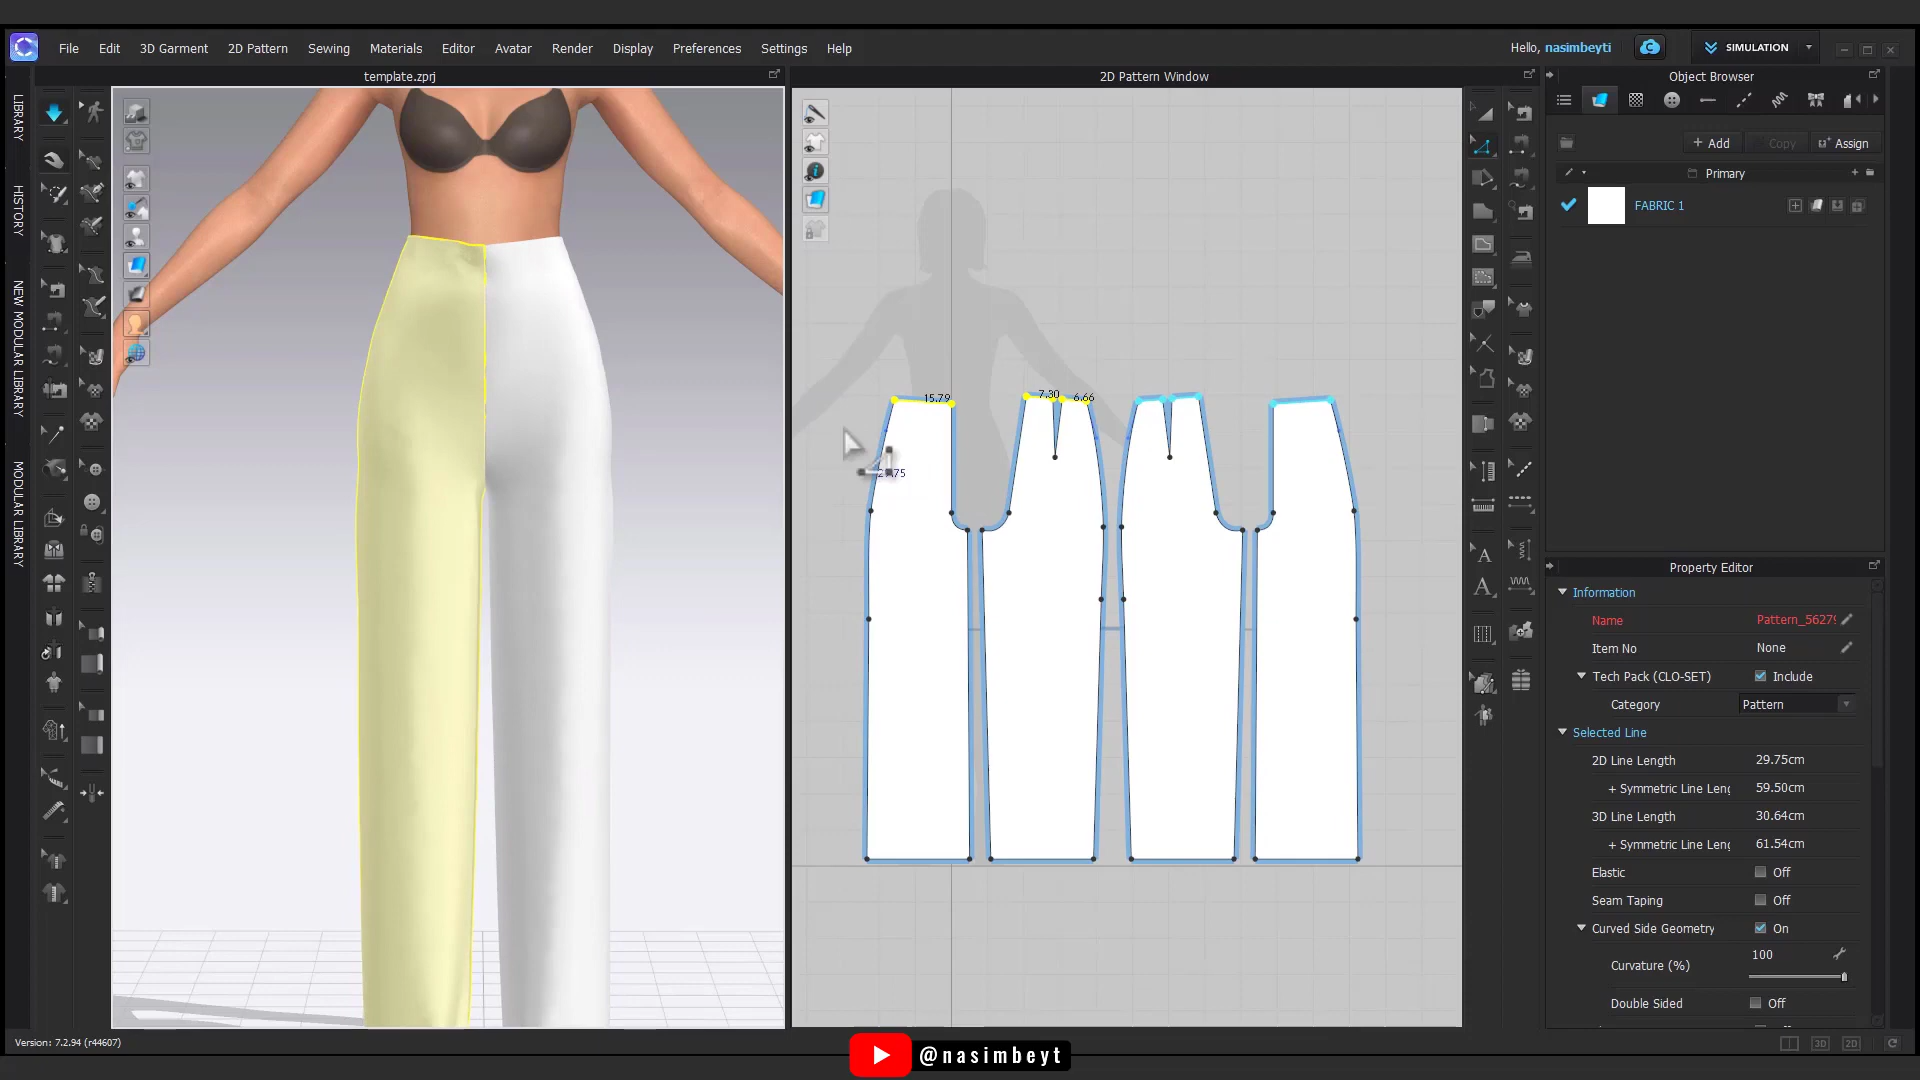 File Edit 3D Garment 2D Pattern Sewing Materials Editor Avatar Render Display Preferences Settings Help
Hello, nasimbeyti
SIMULATION
template.zprj
2D Pattern Window
Object Browser
LIBRARY
HISTORY
NEW MODULAR LIBRARY
MODULAR LIBRARY
15.79
7.30
6.66
+ Add
Copy
Assign
Primary
FABRIC 1
Property Editor
Information
Name Pattern_56279
Item No None
Tech Pack (CLO-SET) Include
Category Pattern
Selected Line
2D Line Length 29.75cm
+ Symmetric Line Leng 59.50cm
3D Line Length 30.64cm
+ Symmetric Line Leng 61.54cm
Elastic Off
Seam Taping Off
Curved Side Geometry On
Curvature (%) 100
Double Sided Off
Version: 7.2.94 (r44607)
3D 2D
@nasimbeyt